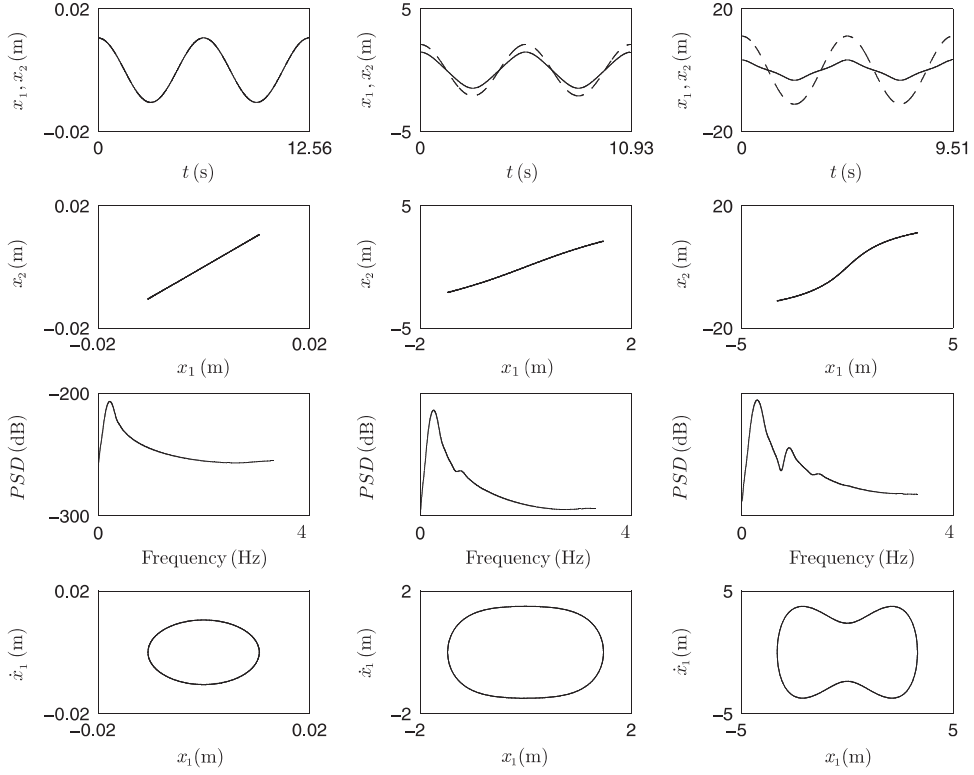 0.02
x₁, x₂ (m)
−0.02
0
12.56
t (s)
5
x₁, x₂ (m)
−5
0
10.93
t (s)
20
x₁, x₂ (m)
−20
0
9.51
t (s)
0.02
x₂ (m)
−0.02
−0.02
0.02
x₁ (m)
5
x₂ (m)
−5
−2
2
x₁ (m)
20
x₂ (m)
−20
−5
5
x₁ (m)
−200
PSD (dB)
−300
0
4
Frequency (Hz)
PSD (dB)
0
4
Frequency (Hz)
PSD (dB)
0
4
Frequency (Hz)
0.02
ẋ₁ (m)
−0.02
−0.02
0.02
x₁(m)
2
ẋ₁ (m)
−2
−2
2
x₁(m)
5
ẋ₁(m)
−5
−5
5
x₁(m)